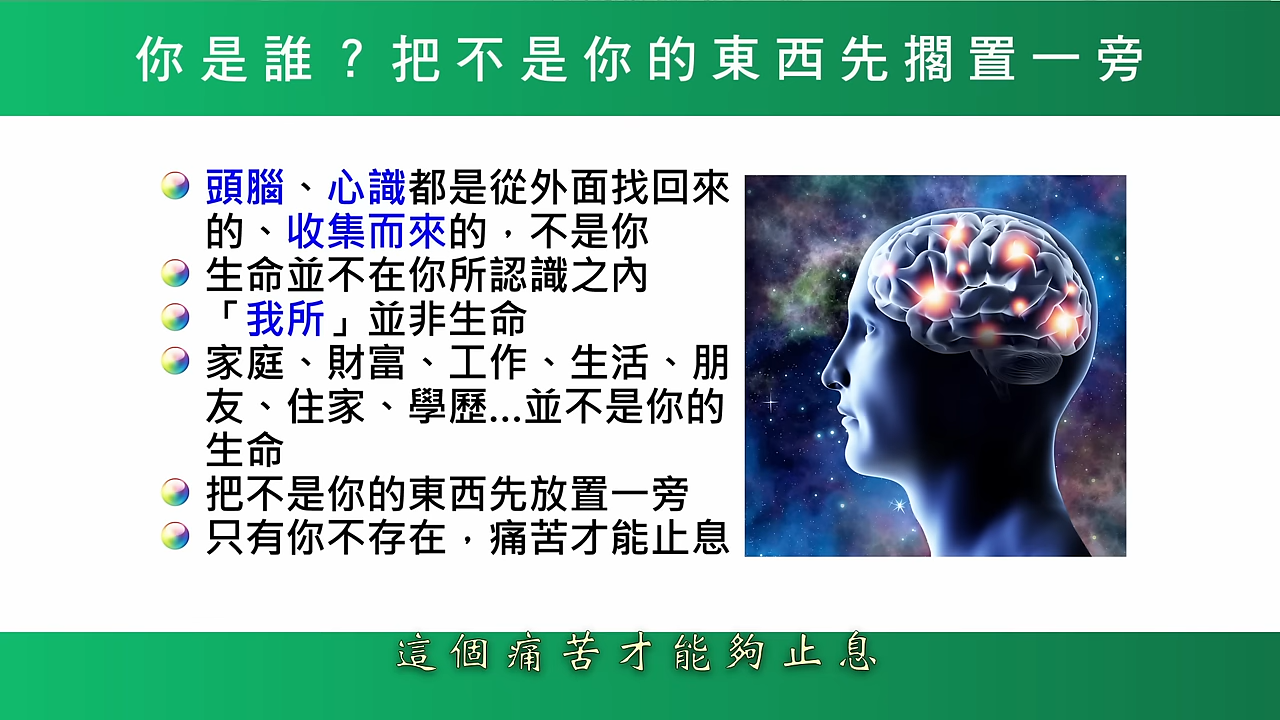 你是誰？把不是你的東西先擱置一旁
頭腦、心識都是從外面找回來
的、收集而來的，不是你
生命並不在你所認識之內
「我所」並非生命
家庭、財富、工作、生活、朋
友、住家、學歷...並不是你的
生命
把不是你的東西先放置一旁
只有你不存在，痛苦才能止息
這個痛苦才能夠止息